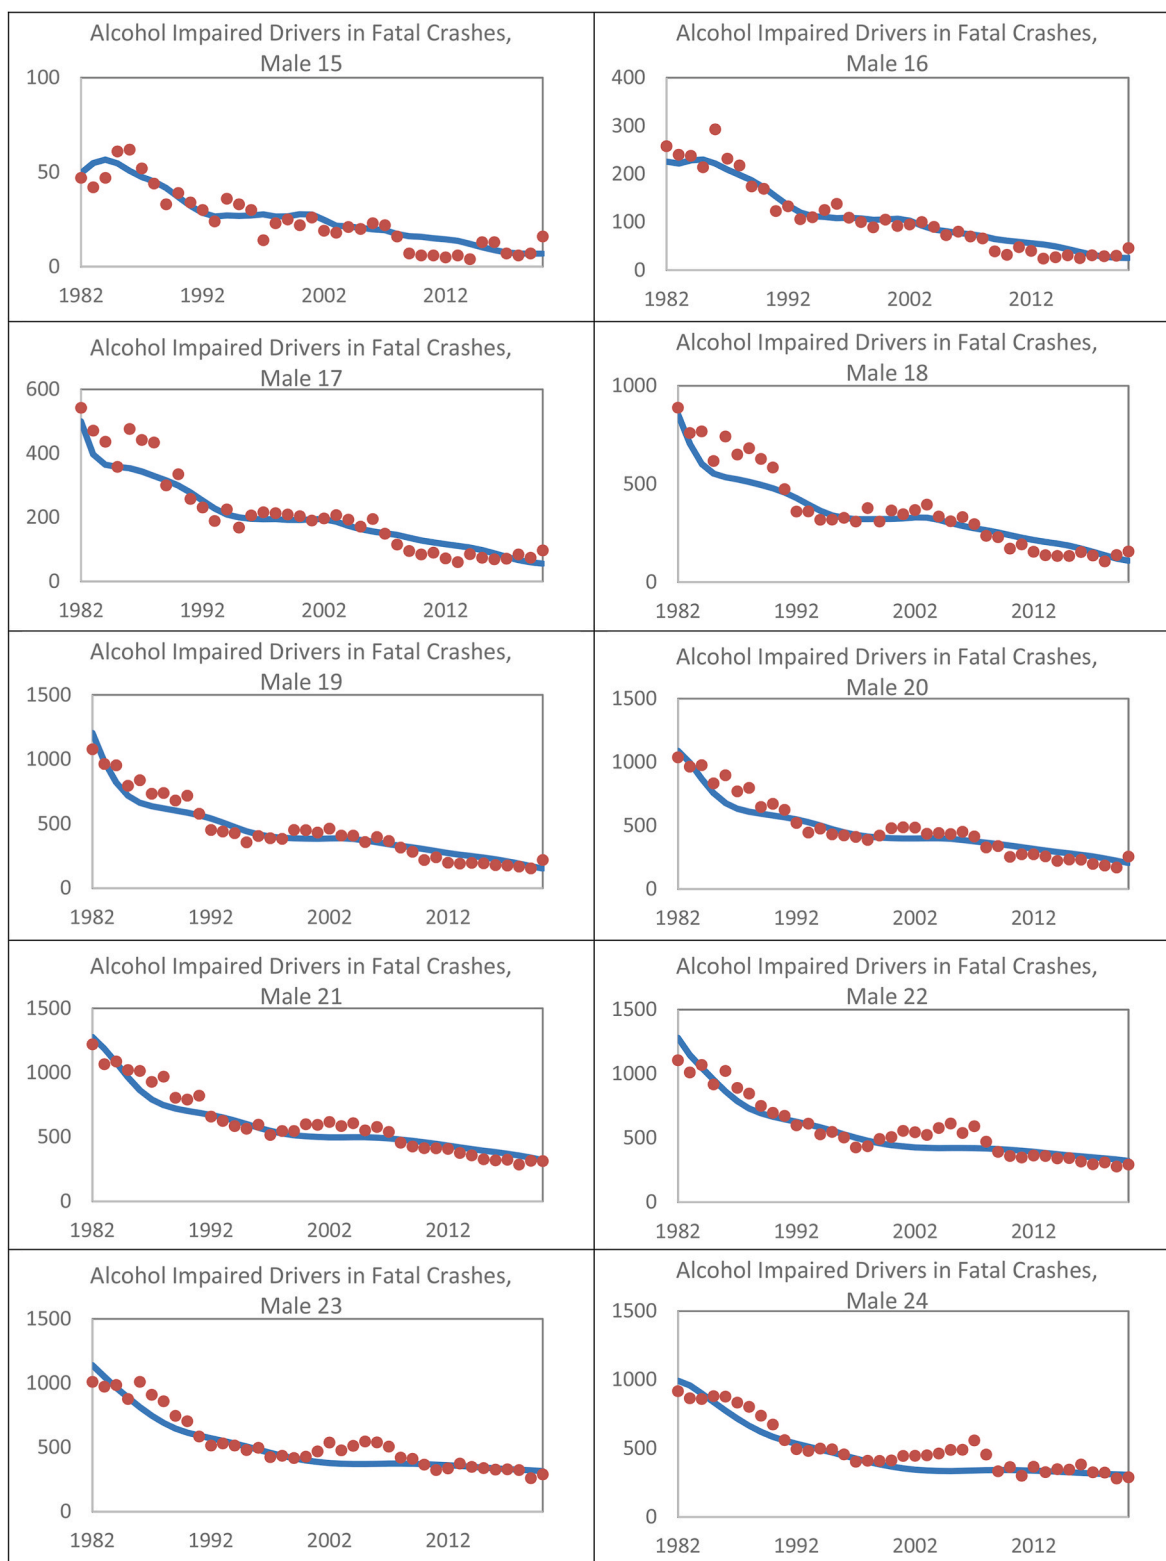 Alcohol Impaired Drivers in Fatal Crashes,
Male 15
100
50
0
1982 1992 2002 2012
Alcohol Impaired Drivers in Fatal Crashes,
Male 16
400
300
200
100
0
1982 1992 2002 2012
Alcohol Impaired Drivers in Fatal Crashes,
Male 17
600
400
200
0
1982 1992 2002 2012
Alcohol Impaired Drivers in Fatal Crashes,
Male 18
1000
500
0
1982 1992 2002 2012
Alcohol Impaired Drivers in Fatal Crashes,
Male 19
1500
1000
500
0
1982 1992 2002 2012
Alcohol Impaired Drivers in Fatal Crashes,
Male 20
1500
1000
500
0
1982 1992 2002 2012
Alcohol Impaired Drivers in Fatal Crashes,
Male 21
1500
1000
500
0
1982 1992 2002 2012
Alcohol Impaired Drivers in Fatal Crashes,
Male 22
1500
1000
500
0
1982 1992 2002 2012
Alcohol Impaired Drivers in Fatal Crashes,
Male 23
1500
1000
500
0
1982 1992 2002 2012
Alcohol Impaired Drivers in Fatal Crashes,
Male 24
1500
1000
500
0
1982 1992 2002 2012